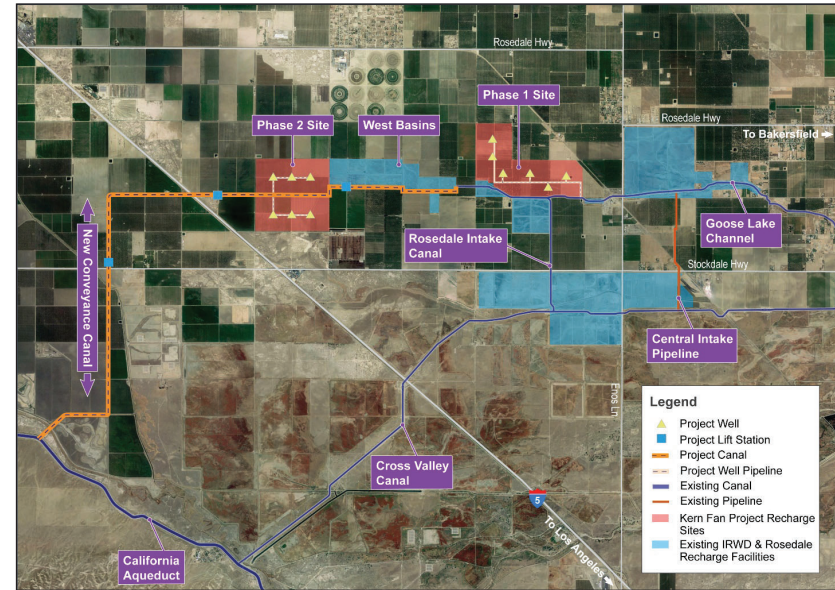 Rosedale Hwy
Phase 1 Site
Phase 2 Site
West Basins
Rosedale Hwy
To Bakersfield
New Conveyance Canal
Rosedale Intake
Canal
Goose Lake
Channel
Stockdale Hwy
Central Intake
Pipeline
Enos Ln.
Cross Valley
Canal
5
To Los Angeles
California
Aqueduct
Legend
Project Well
Project Lift Station
Project Canal
Project Well Pipeline
Existing Canal
Existing Pipeline
Kern Fan Project Recharge
Sites
Existing IRWD & Rosedale
Recharge Facilities